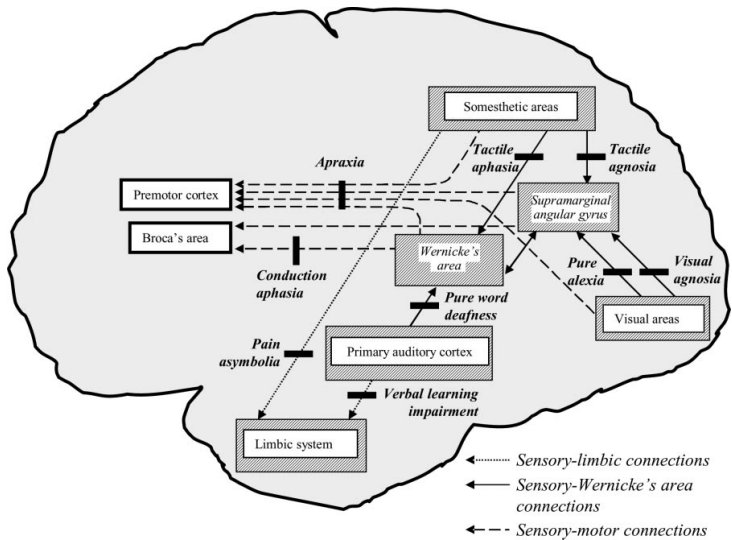 Somesthetic areas
Tactile
aphasia
Tactile
agnosia
Apraxia
Premotor cortex
Supramarginal
angular gyrus
Broca's area
Wernicke's
area
Conduction
aphasia
Pure
alexia
Visual
agnosia
Pure word
deafness
Visual areas
Pain
asymbolia
Primary auditory cortex
Verbal learning
impairment
Limbic system
Sensory-limbic connections
Sensory-Wernicke's area
connections
Sensory-motor connections